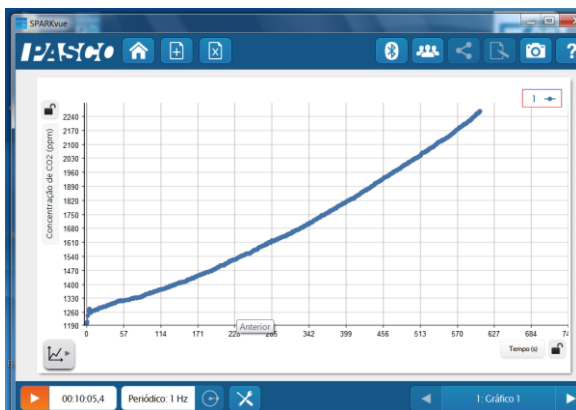 SPARKvue
PASCO
?
1
Concentração de CO2 (ppm)
2240
2170
2100
2030
1960
1890
1820
1750
1680
1610
1540
1470
1400
1330
1260
1190
0 57 114 171 228 285 342 399 456 513 570 627 684 74
Anterior
Tempo (s)
00:10:05,4 Periódico: 1 Hz 1: Gráfico 1